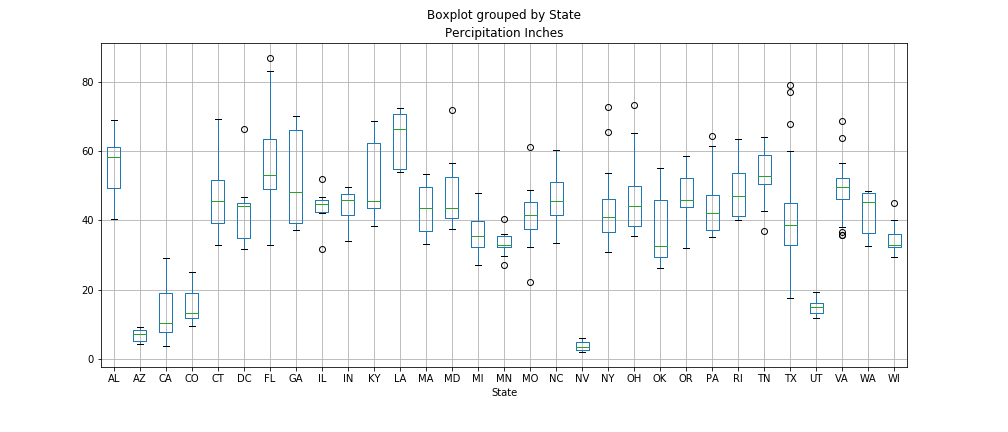 Boxplot grouped by State
Percipitation Inches
80
60
40
20
0
AL AZ CA CO CT DC FL GA IL IN KY LA MA MD MI MN MO NC NV NY OH OK OR PA RI TN TX UT VA WA WI
State